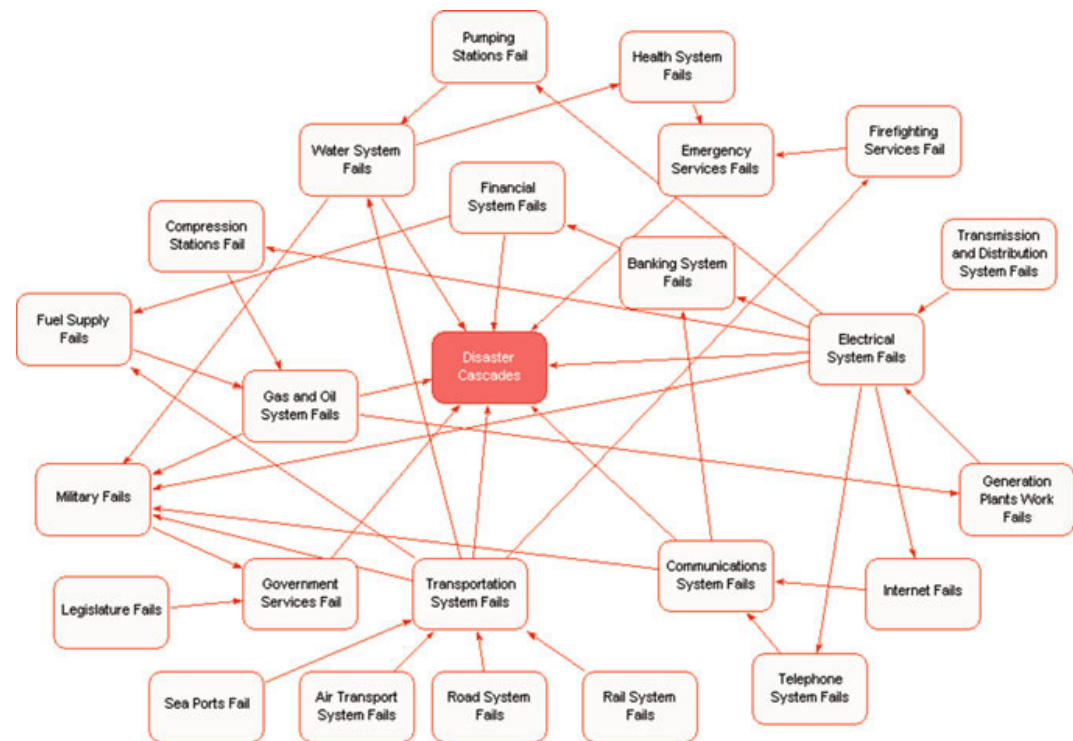 Pumping
Stations Fail
Health System
Fails
Water System
Fails
Emergency
Services Fails
Firefighting
Services Fail
Financial
System Fails
Compression
Stations Fail
Banking System
Fails
Transmission
and Distribution
System Fails
Fuel Supply
Fails
Disaster
Cascades
Electrical
System Fails
Gas and Oil
System Fails
Military Fails
Generation
Plants Work
Fails
Legislature Fails
Government
Services Fail
Transportation
System Fails
Communications
System Fails
Internet Fails
Sea Ports Fail
Air Transport
System Fails
Road System
Fails
Rail System
Fails
Telephone
System Fails